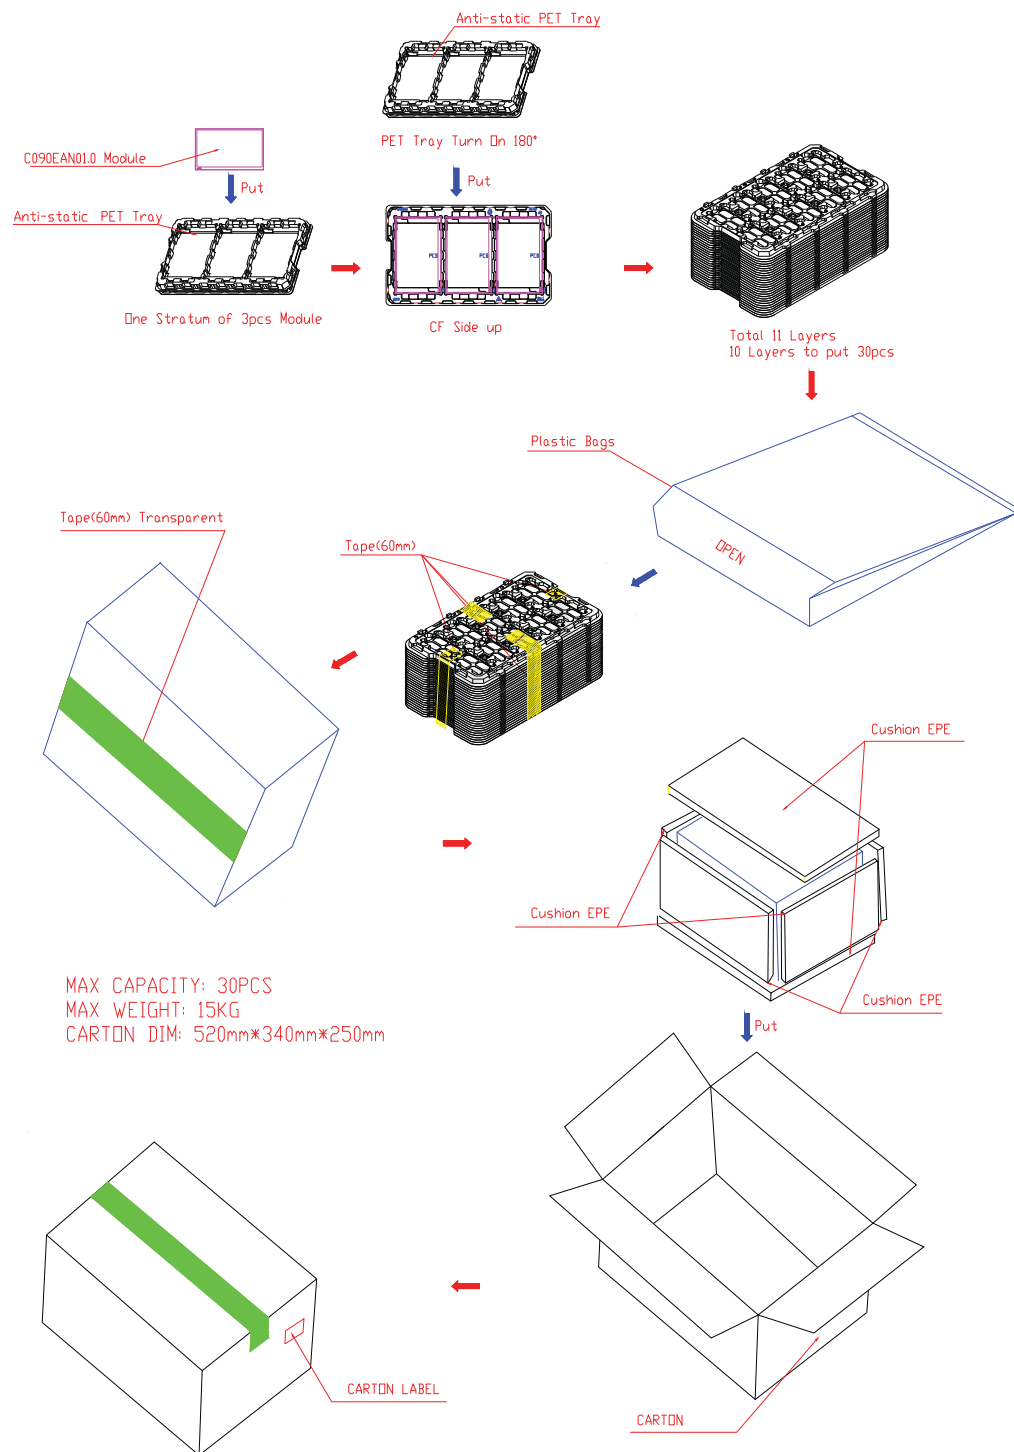 Anti-static PET Tray
PET Tray Turn On 180°
C090EAN01.0 Module
Put
Put
Anti-static PET Tray
PCB
PCB
PCB
One Stratum of 3pcs Module
CF Side up
Total 11 Layers
10 Layers to put 30pcs
Plastic Bags
OPEN
Tape(60mm) Transparent
Tape(60mm)
Cushion EPE
Cushion EPE
Cushion EPE
MAX CAPACITY: 30PCS
MAX WEIGHT: 15KG
CARTON DIM: 520mm*340mm*250mm
Put
CARTON LABEL
CARTON